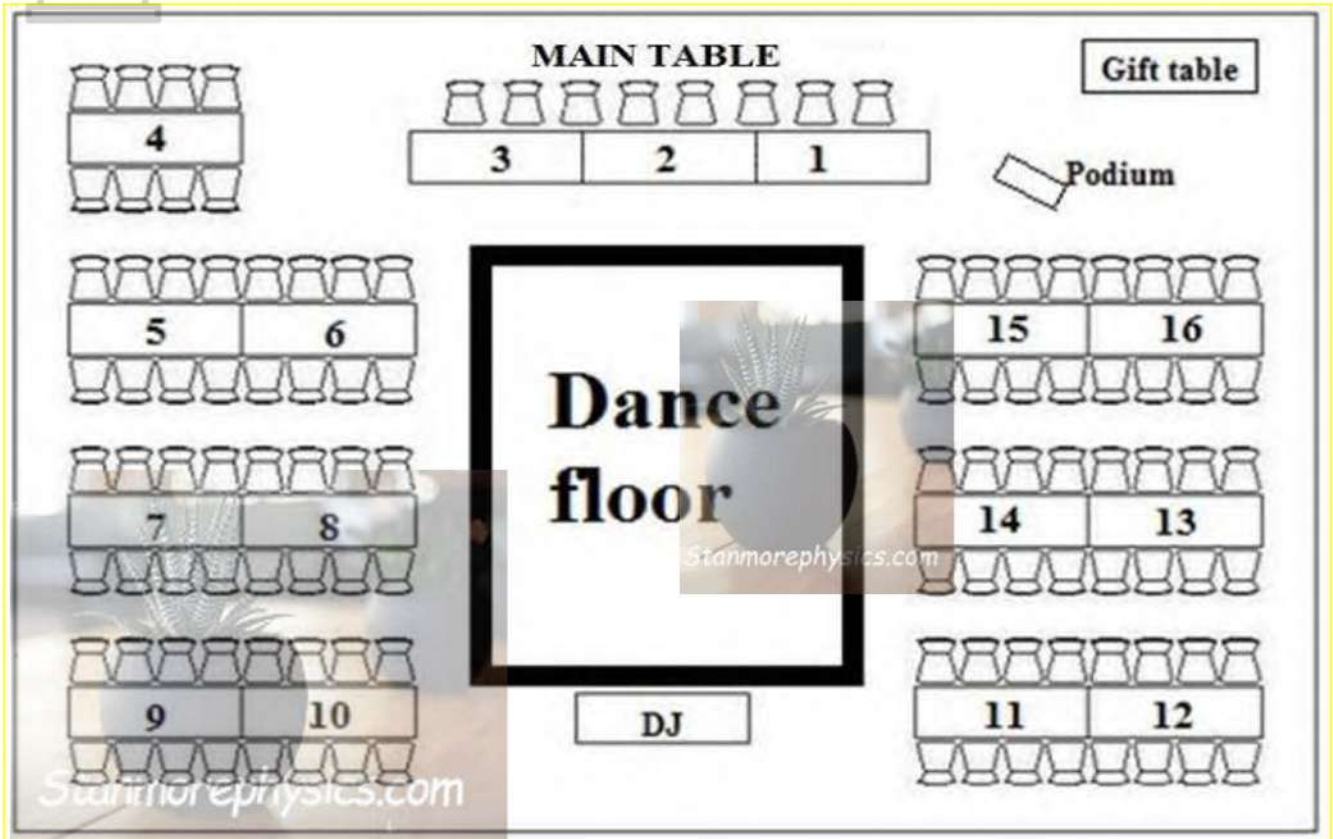 MAIN TABLE
Gift table
4
3 2 1
Podium
5 6
15 16
Dance
floor
7 8
14 13
Stanmorephysics.com
9 10
DJ
11 12
Stanmorephysics.com